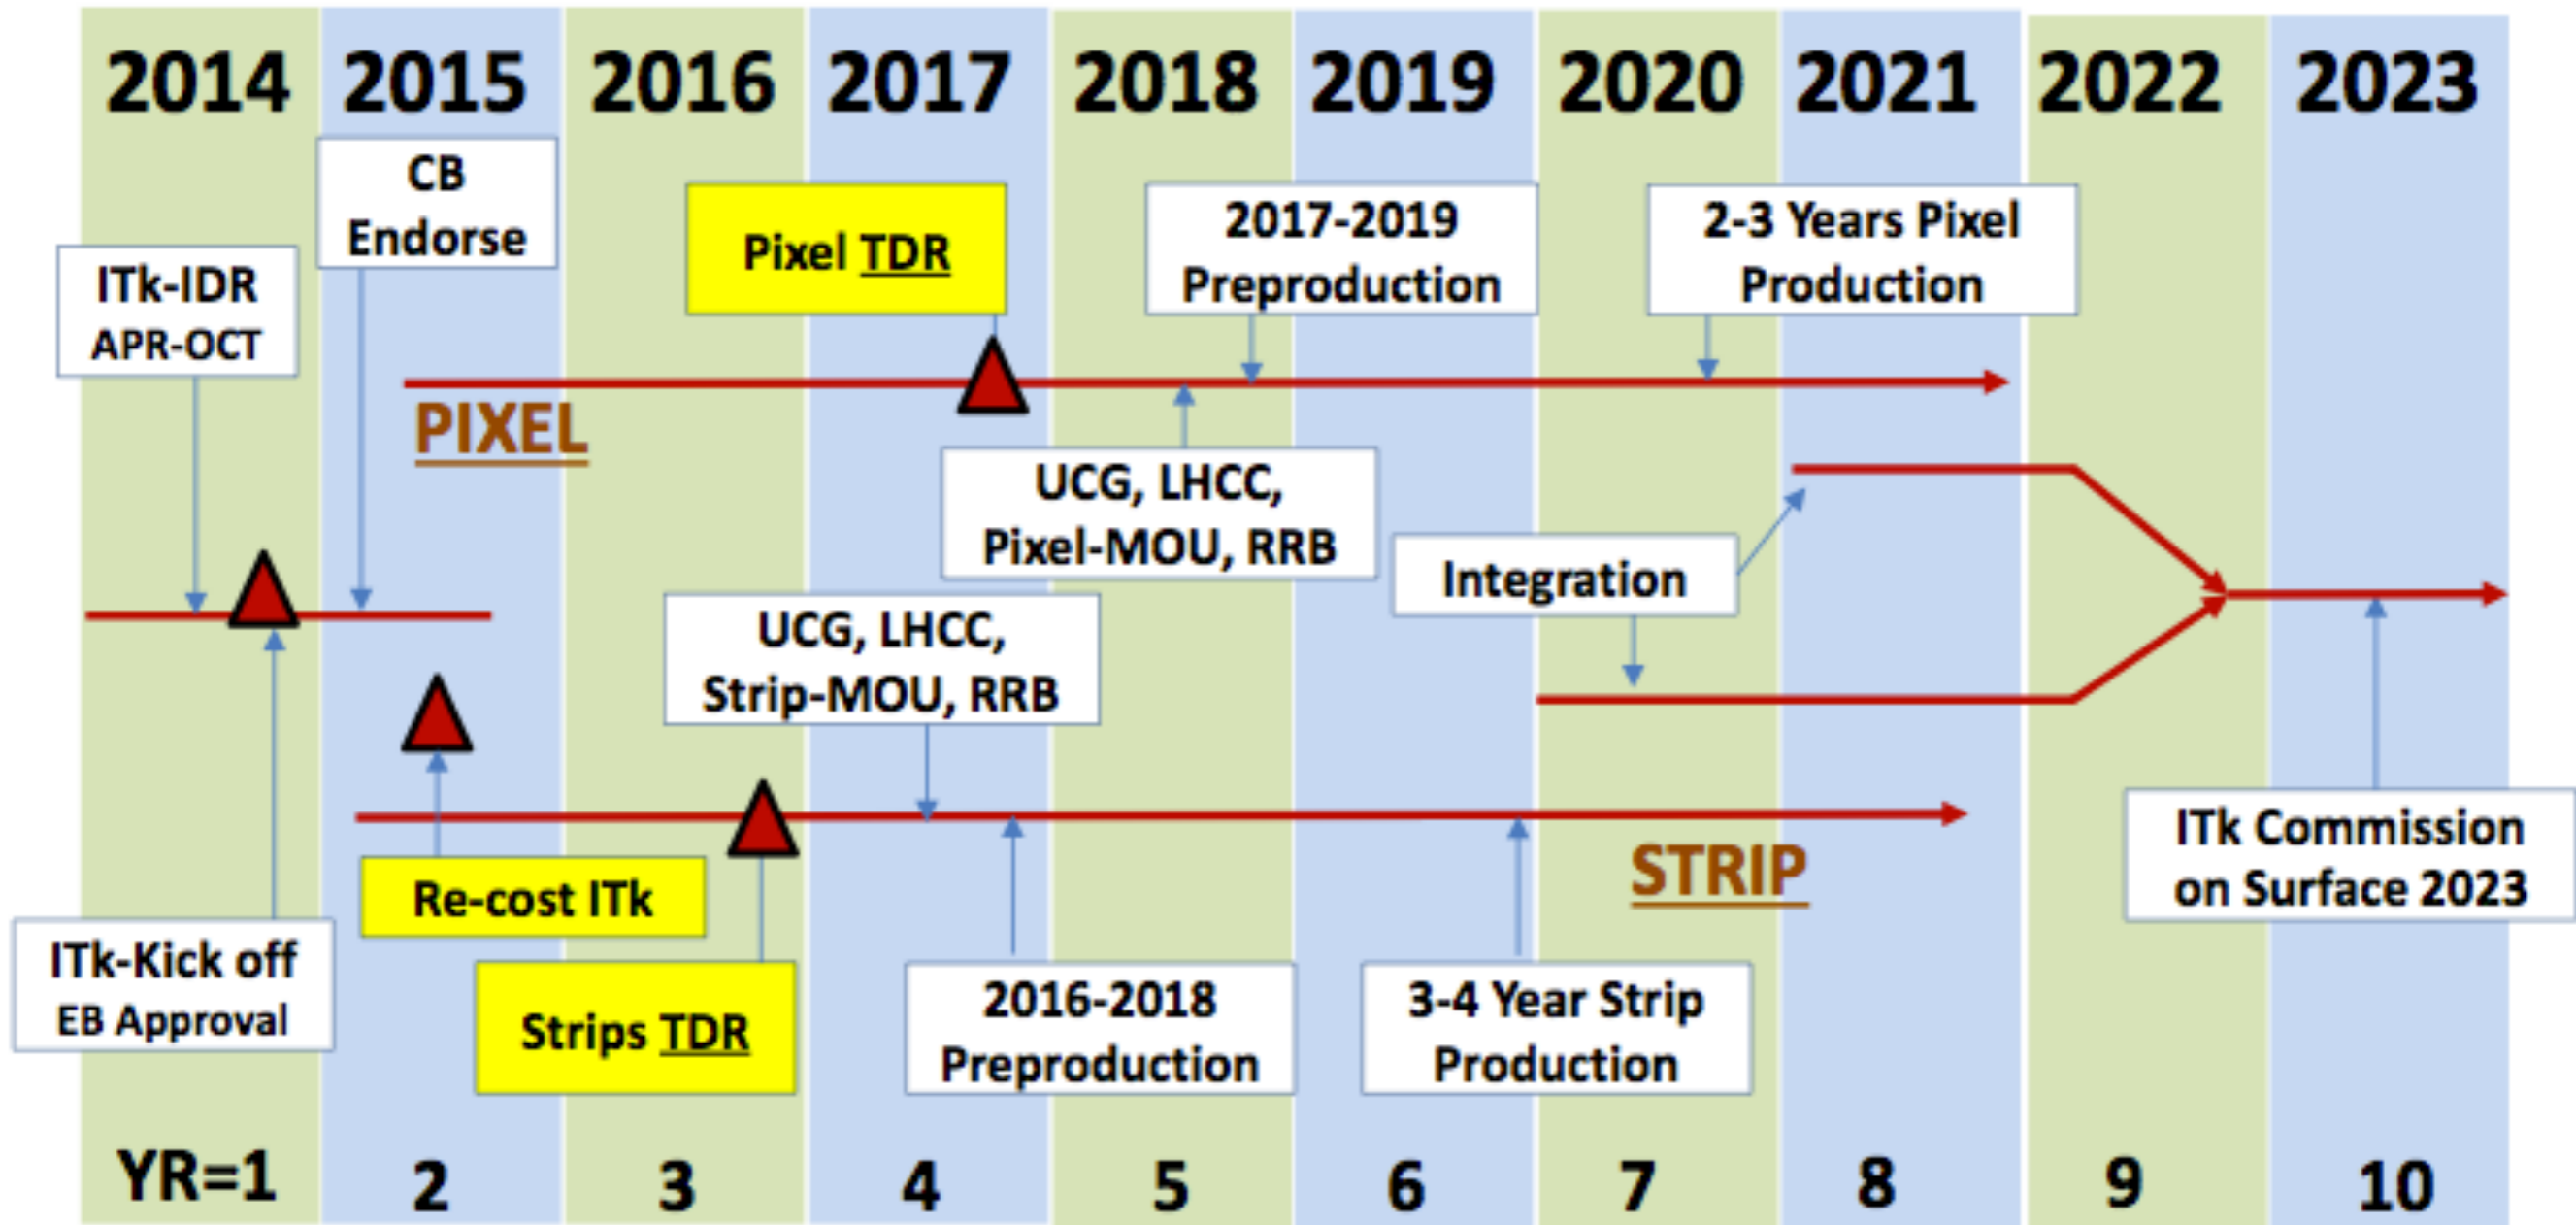 2014 2015 2016 2017 2018 2019 2020 2021 2022 2023
CB
Endorse
ITk-IDR
APR-OCT
Pixel TDR
2017-2019
Preproduction
2-3 Years Pixel
Production
PIXEL
UCG, LHCC,
Pixel-MOU, RRB
Integration
UCG, LHCC,
Strip-MOU, RRB
Re-cost ITk
STRIP
ITk Commission
on Surface 2023
ITk-Kick off
EB Approval
Strips TDR
2016-2018
Preproduction
3-4 Year Strip
Production
YR=1 2 3 4 5 6 7 8 9 10